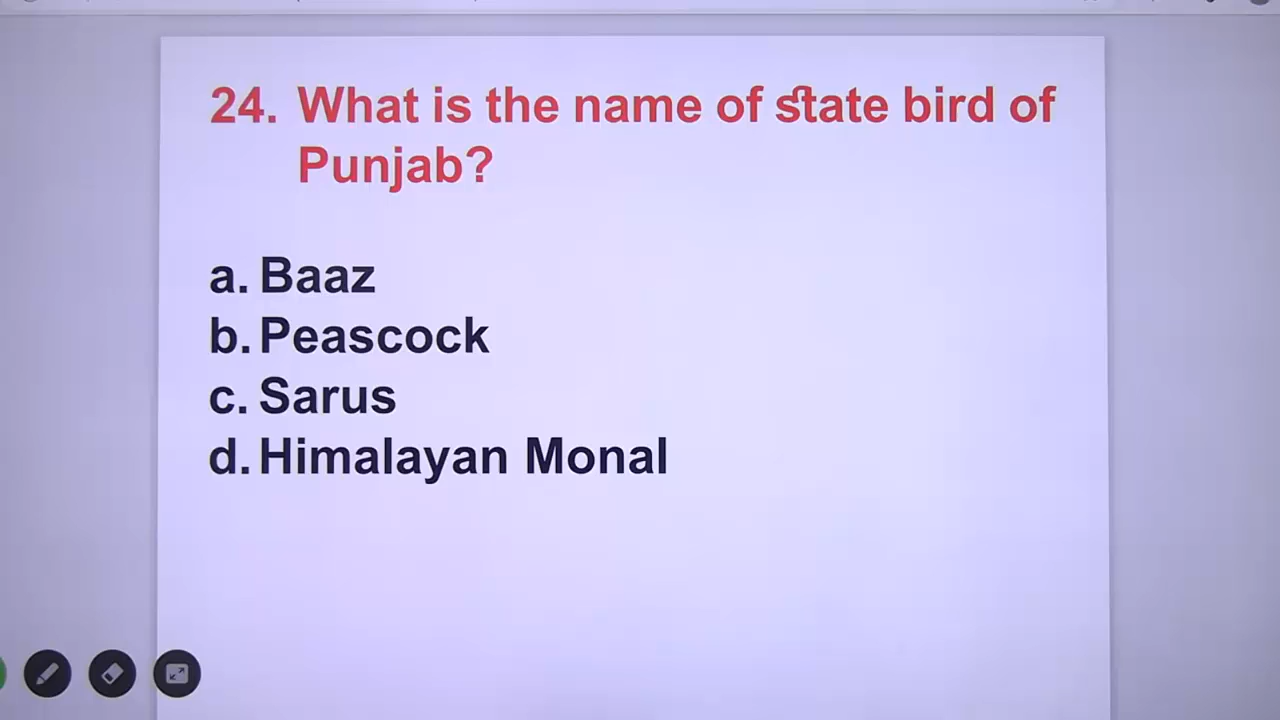 24. What is the name of state bird of
Punjab?
a. Baaz
b. Peascock
c. Sarus
d. Himalayan Monal